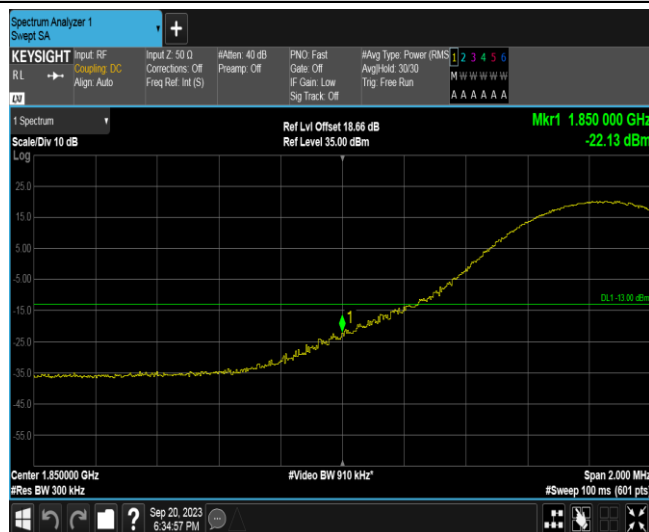 Spectrum Analyzer 1
Swept SA
KEYSIGHT
RL
LXI
Input: RF
Coupling: DC
Align: Auto
Input Z: 50 Ω
Corrections: Off
Freq Ref: Int (S)
#Atten: 40 dB
Preamp: Off
PNO: Fast
Gate: Off
IF Gain: Low
Sig Track: Off
#Avg Type: Power (RMS
Avg|Hold: 30/30
Trig: Free Run
1 2 3 4 5 6
M W W W W W
A A A A A A
1 Spectrum
Scale/Div 10 dB
Ref Lvl Offset 18.66 dB
Ref Level 35.00 dBm
Mkr1 1.850 000 GHz
-22.13 dBm
Log
25.0
15.0
5.00
-5.00
-15.0
-25.0
-35.0
-45.0
-55.0
DL1 -13.00 dBm
1
Center 1.850000 GHz
#Res BW 300 kHz
#Video BW 910 kHz*
Span 2.000 MHz
#Sweep 100 ms (601 pts)
?
Sep 20, 2023
6:34:57 PM